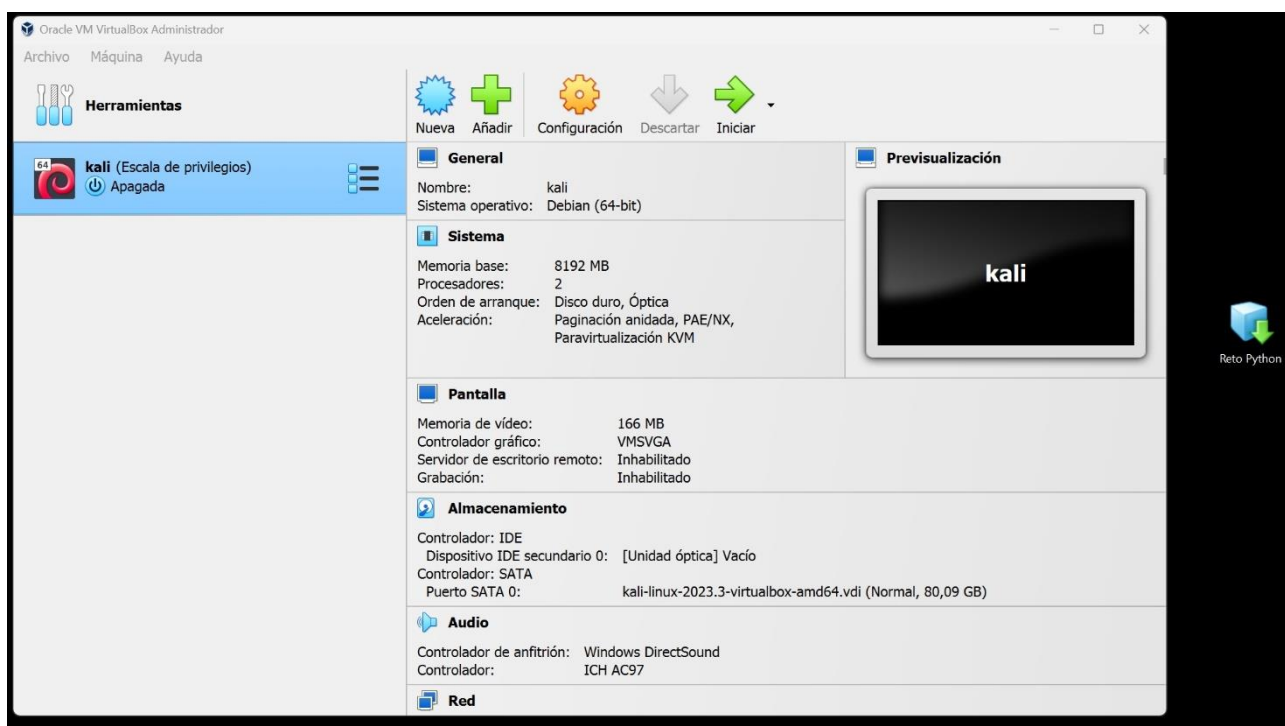 Oracle VM VirtualBox Administrador
Archivo Máquina Ayuda
Herramientas
Nueva Añadir Configuración Descartar Iniciar
64
kali (Escala de privilegios)
Apagada
General
Nombre: kali
Sistema operativo: Debian (64-bit)
Previsualización
kali
Sistema
Memoria base: 8192 MB
Procesadores: 2
Orden de arranque: Disco duro, Óptica
Aceleración: Paginación anidada, PAE/NX,
Paravirtualización KVM
Pantalla
Memoria de vídeo: 166 MB
Controlador gráfico: VMSVGA
Servidor de escritorio remoto: Inhabilitado
Grabación: Inhabilitado
Almacenamiento
Controlador: IDE
Dispositivo IDE secundario 0: [Unidad óptica] Vacío
Controlador: SATA
Puerto SATA 0: kali-linux-2023.3-virtualbox-amd64.vdi (Normal, 80,09 GB)
Audio
Controlador de anfitrión: Windows DirectSound
Controlador: ICH AC97
Red
Reto Python